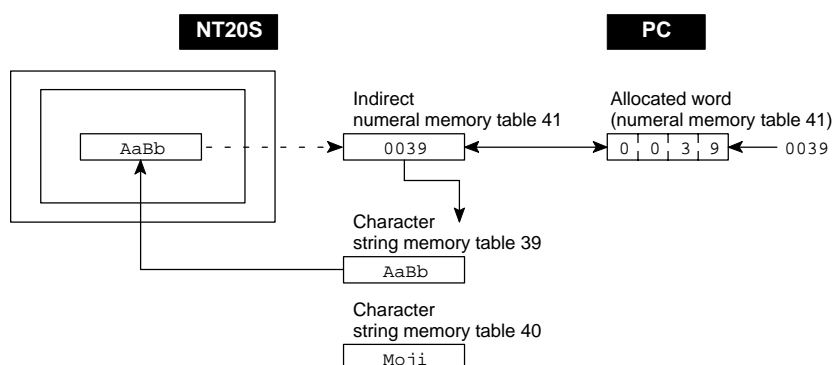 NT20S
PC
Indirect
numeral memory table 41
Allocated word
(numeral memory table 41)
AaBb
0039
0 0 3 9
0039
Character
string memory table 39
AaBb
Character
string memory table 40
Moji